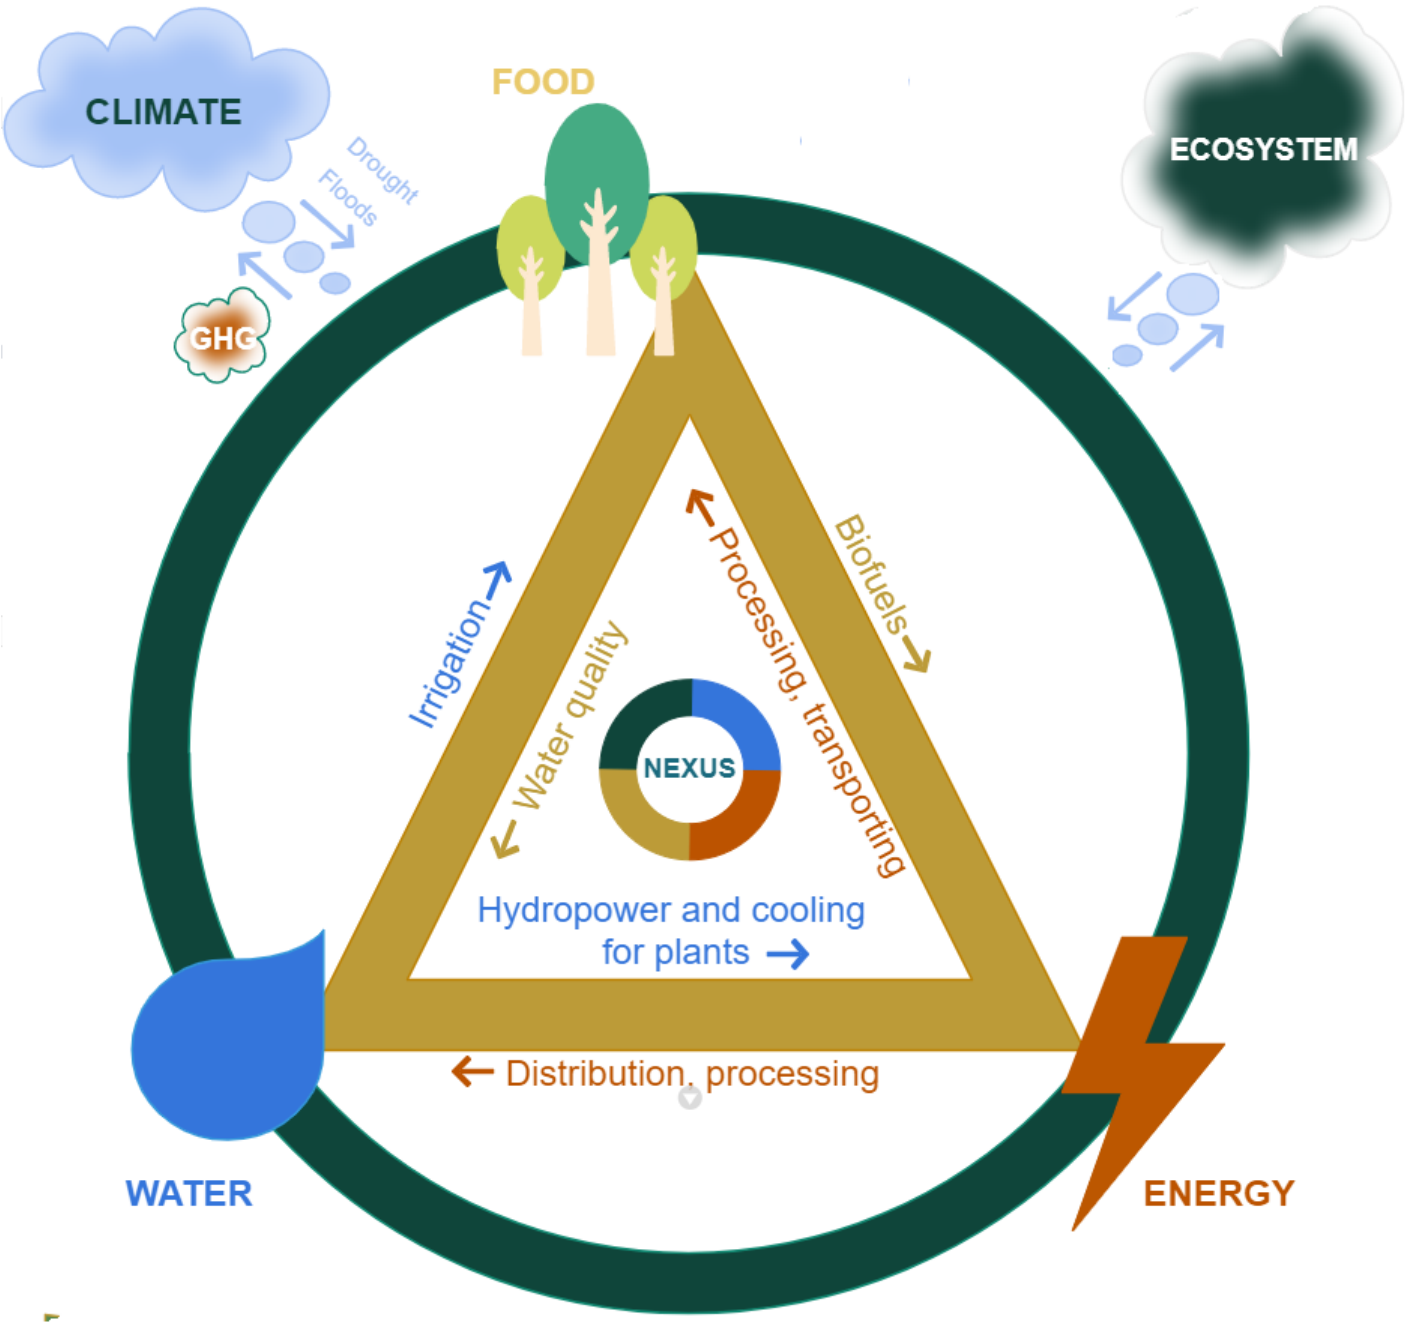 CLIMATE
FOOD
ECOSYSTEM
Drought
Floods
GHG
Irrigation
Water quality
Processing, transporting
Biofuels
NEXUS
Hydropower and cooling
for plants
Distribution, processing
WATER
ENERGY